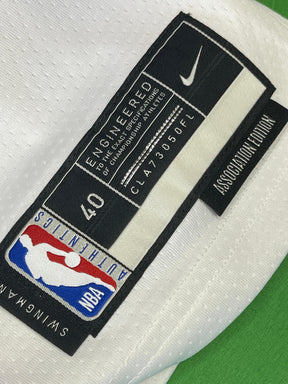 ENGINEERED
TO THE EXACT SPECIFICATIONS
OF CHAMPIONSHIP ATHLETES
CLA73050FL
40
AUTHENTICS
NBA
SWINGMAN
ASSOCIATION EDITION